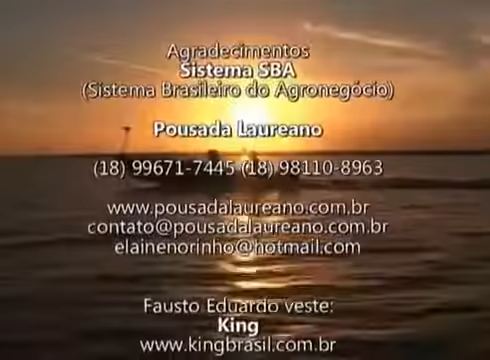 Agradecimentos
Sistema SBA
(Sistema Brasileiro do Agronegócio)
Pousada Laureano
(18) 99671-7445 (18) 98110-8963
www.pousadalaureano.com.br
contato@pousadalaureano.com.br
elainenorinho@hotmail.com
Fausto Eduardo veste:
King
www.kingbrasil.com.br